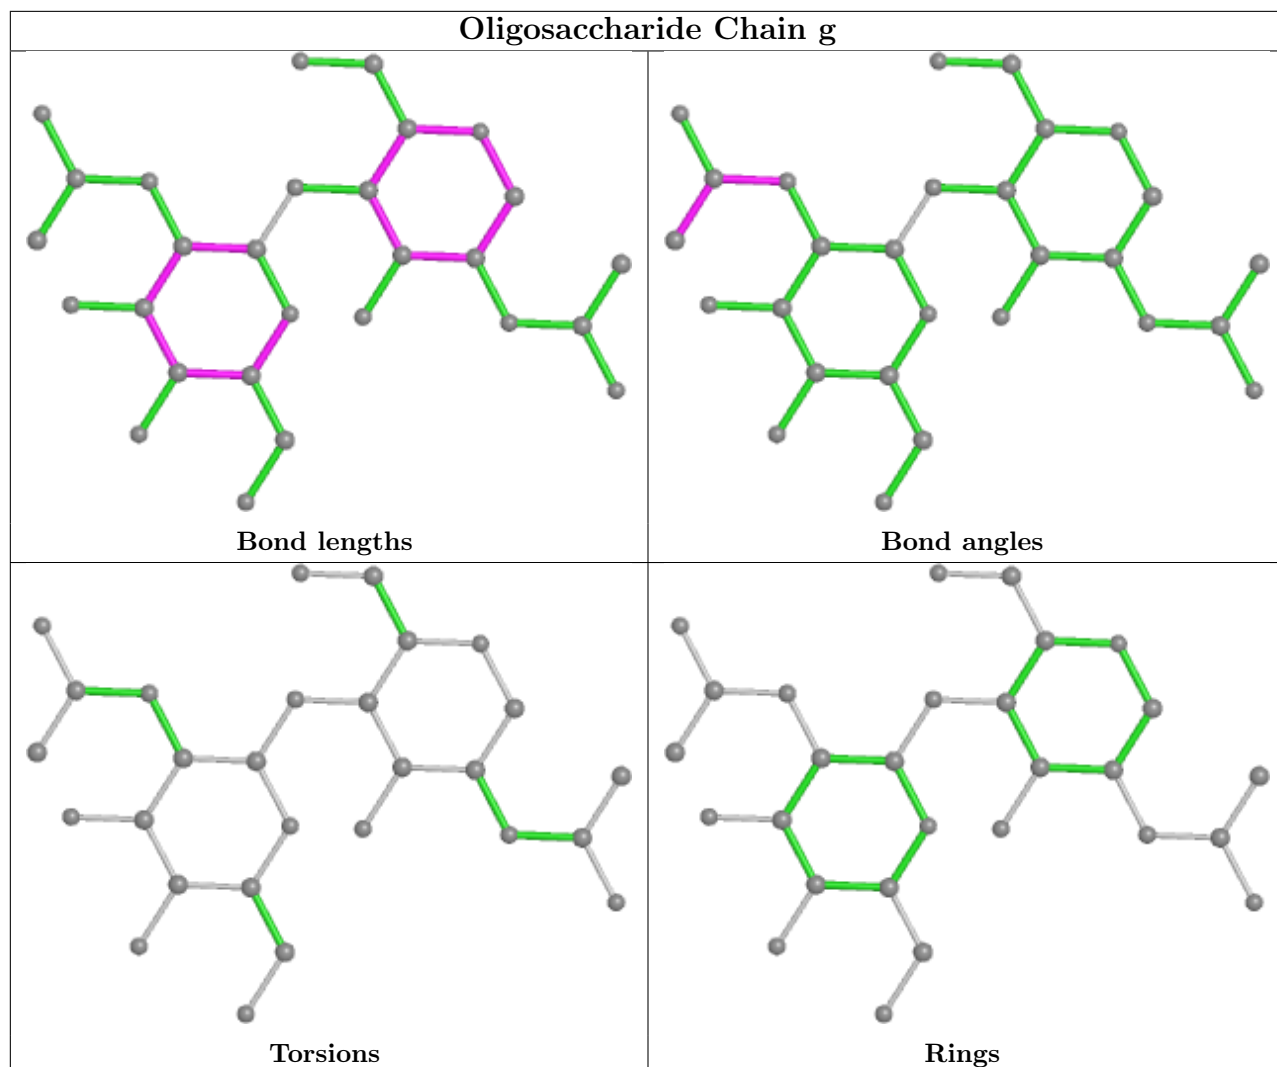 Oligosaccharide Chain g
Bond lengths
Bond angles
Torsions
Rings